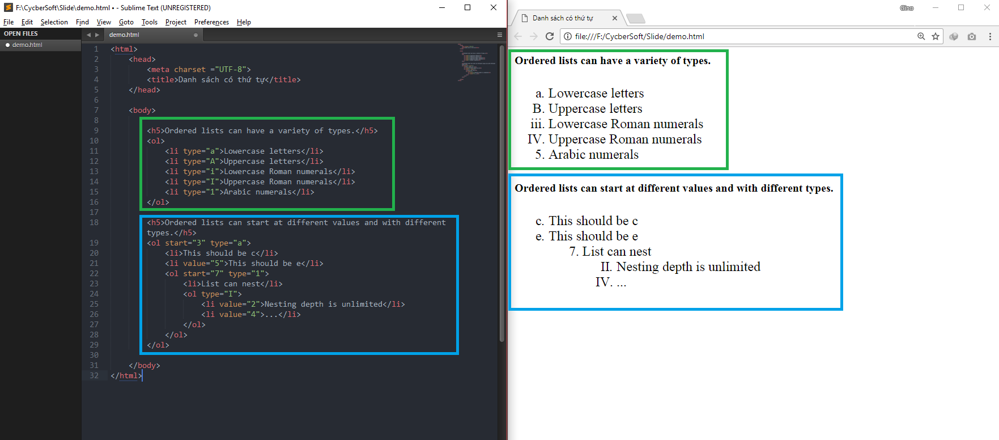 F:\CycberSoft\Slide\demo.html • - Sublime Text (UNREGISTERED)
File Edit Selection Find View Goto Tools Project Preferences Help
OPEN FILES
demo.html
demo.html
1 <html>
2 <head>
3 <meta charset ="UTF-8">
4 <title>Danh sách có thứ tự</title>
5 </head>
6
7 <body>
8
9 <h5>Ordered lists can have a variety of types.</h5>
10 <ol>
11 <li type="a">Lowercase letters</li>
12 <li type="A">Uppercase letters</li>
13 <li type="i">Lowercase Roman numerals</li>
14 <li type="I">Uppercase Roman numerals</li>
15 <li type="1">Arabic numerals</li>
16 </ol>
17
18 <h5>Ordered lists can start at different values and with different
types.</h5>
19 <ol start="3" type="a">
20 <li>This should be c</li>
21 <li value="5">This should be e</li>
22 <ol start="7" type="1">
23 <li>List can nest</li>
24 <ol type="I">
25 <li value="2">Nesting depth is unlimited</li>
26 <li value="4">...</li>
27 </ol>
28 </ol>
29 </ol>
30
31 </body>
32 </html>
Gino
Danh sách có thứ tự
file:///F:/CycberSoft/Slide/demo.html
Ordered lists can have a variety of types.
a. Lowercase letters
B. Uppercase letters
iii. Lowercase Roman numerals
IV. Uppercase Roman numerals
5. Arabic numerals
Ordered lists can start at different values and with different types.
c. This should be c
e. This should be e
7. List can nest
II. Nesting depth is unlimited
IV. ...